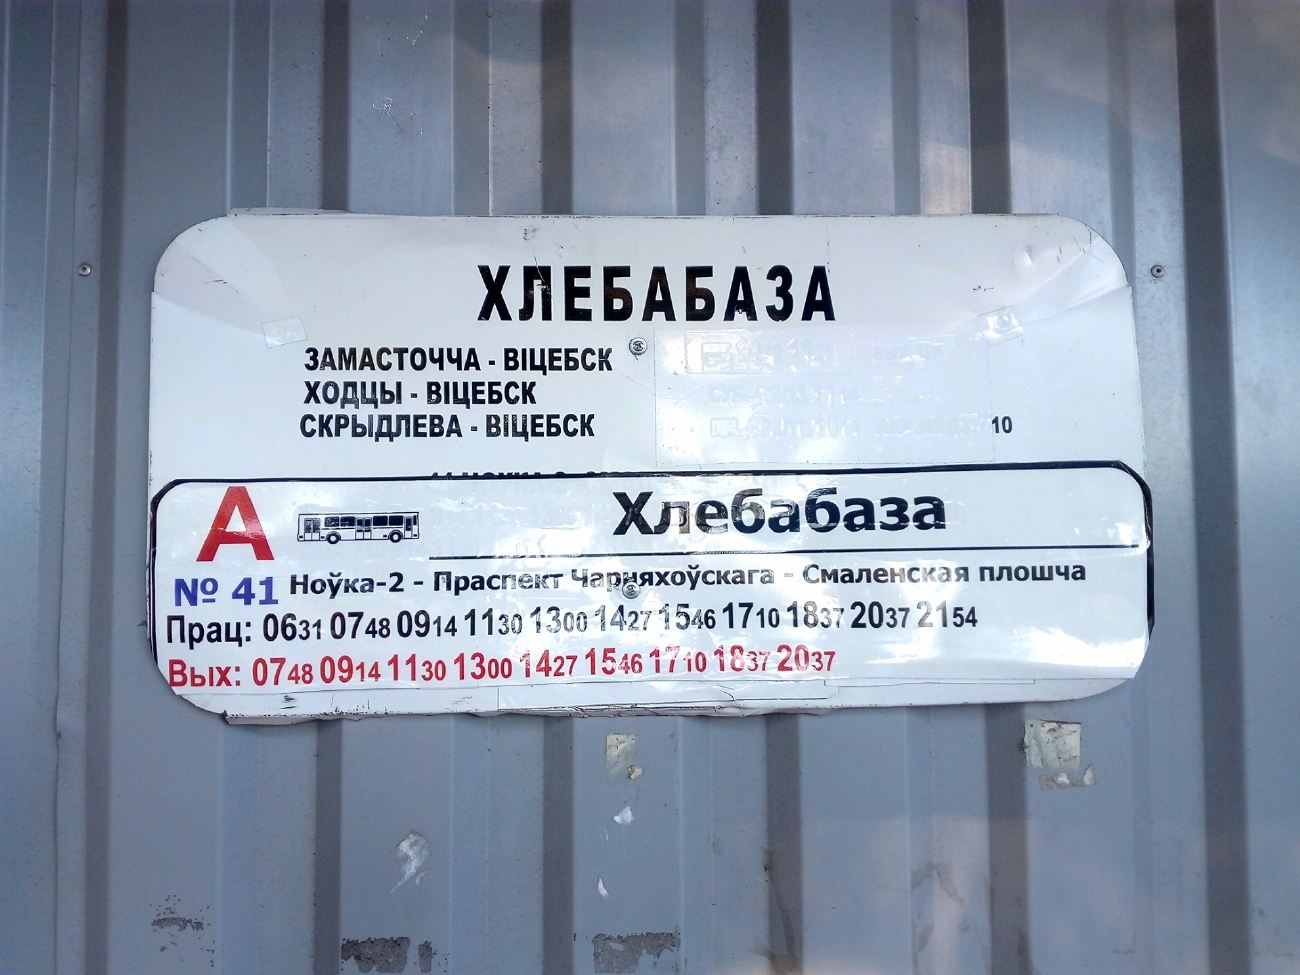 ХЛЕБАБАЗА
ЗАМАСТОЧЧА - ВІЦЕБСК
ХОДЦЫ - ВІЦЕБСК
СКРЫДЛЕВА - ВІЦЕБСК
10
А Хлебабаза
№ 41 Ноўка-2 - Праспект Чарняхоўскага - Смаленская плошча
Прац: 0631 0748 0914 1130 1300 1427 1546 1710 1837 2037 2154
Вых: 0748 0914 1130 1300 1427 1546 1710 1837 2037